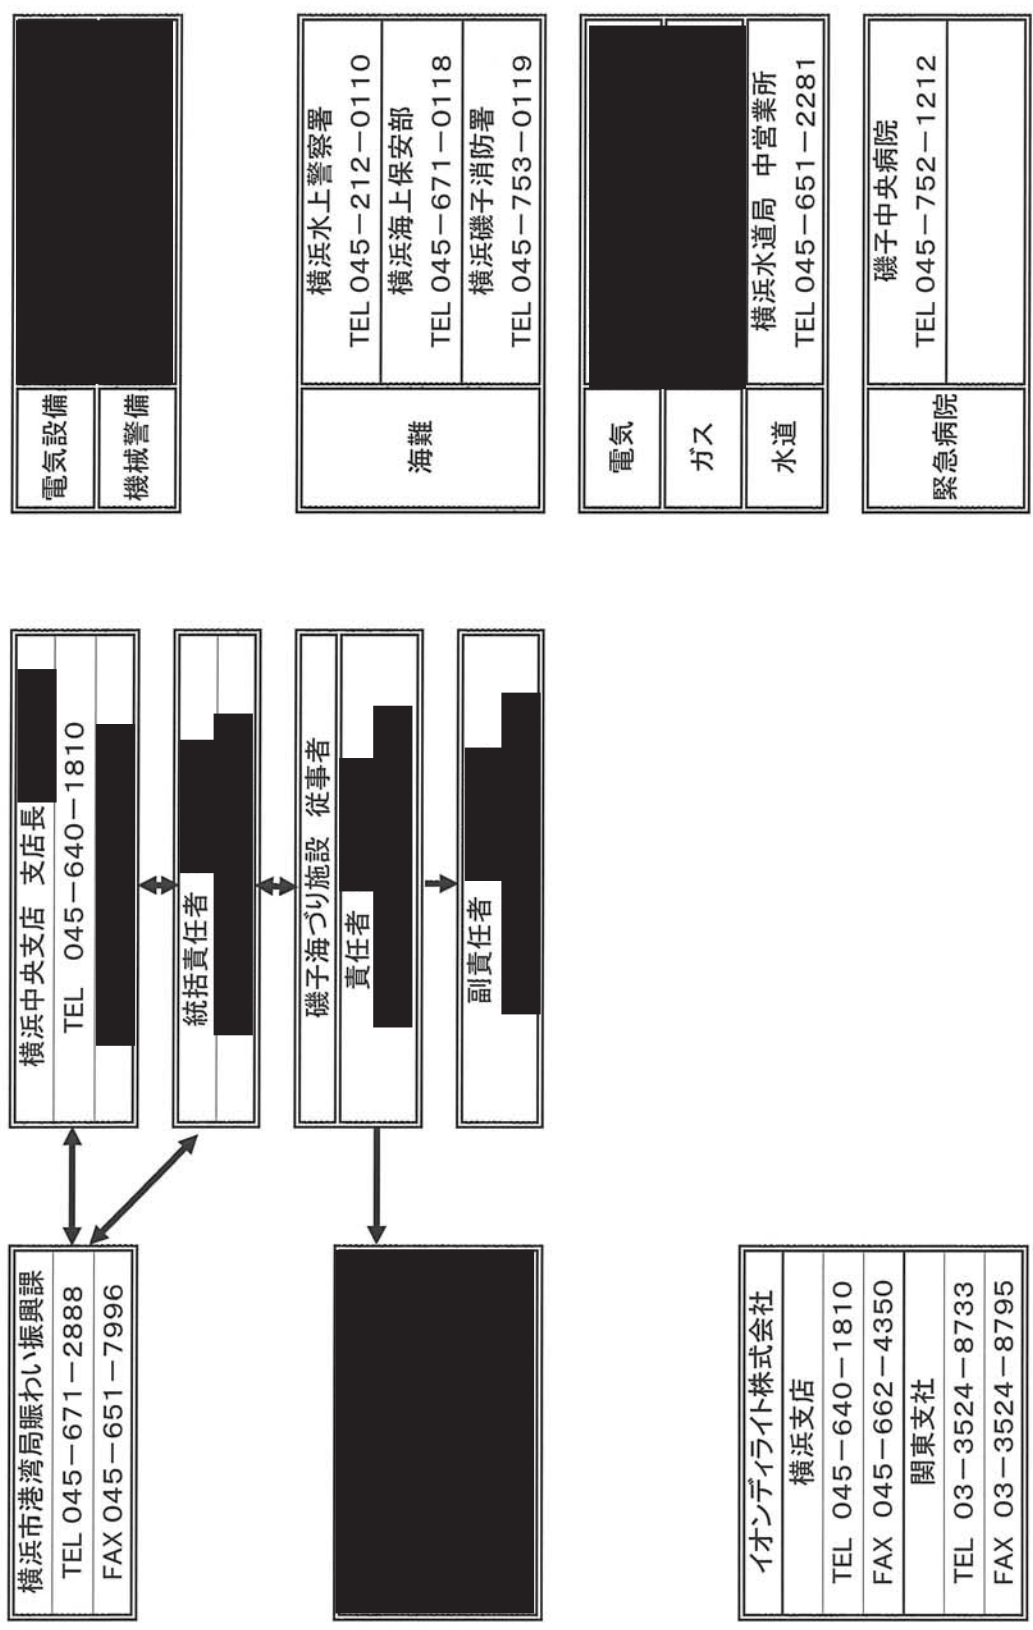 横浜市港湾局賑わい振興課
TEL 045－671－2888
FAX 045－651－7996
横浜中央支店　支店長
TEL　045－640－1810
統括責任者
磯子海づり施設　従事者
責任者
副責任者
イオンディライト株式会社
横浜支店
TEL　045－640－1810
FAX　045－662－4350
関東支社
TEL　03－3524－8733
FAX　03－3524－8795
電気設備
機械警備
海難
横浜水上警察署
TEL 045－212－0110
横浜海上保安部
TEL 045－671－0118
横浜磯子消防署
TEL 045－753－0119
電気
ガス
水道
横浜水道局　中営業所
TEL 045－651－2281
緊急病院
磯子中央病院
TEL 045－752－1212